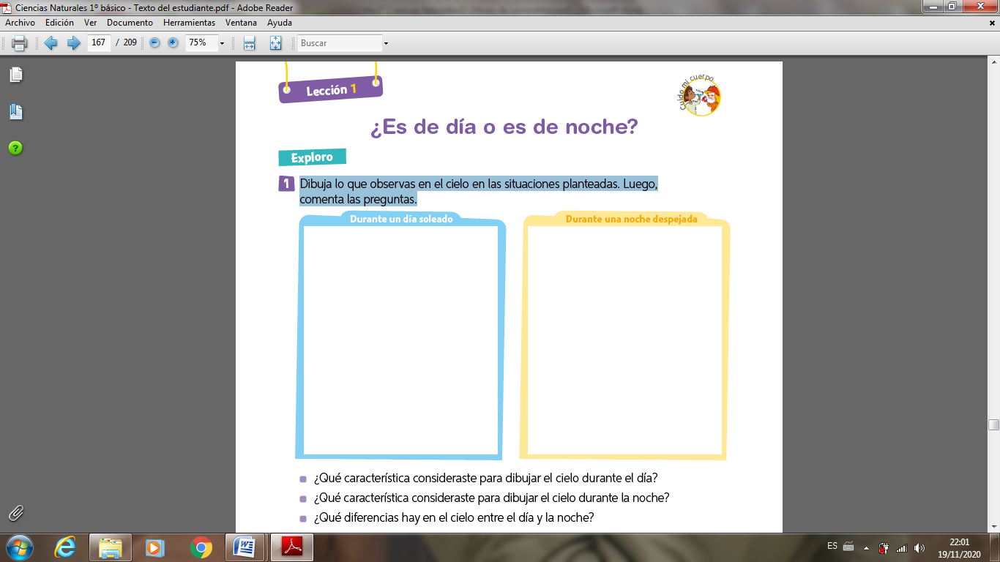 Ciencias Naturales 1º básico - Texto del estudiante.pdf - Adobe Reader
Archivo Edición Ver Documento Herramientas Ventana Ayuda
167 / 209 75% Buscar
Lección 1
Cuido mi cuerpo
¿Es de día o es de noche?
Exploro
1 Dibuja lo que observas en el cielo en las situaciones planteadas. Luego,
comenta las preguntas.
Durante un día soleado
Durante una noche despejada
¿Qué característica consideraste para dibujar el cielo durante el día?
¿Qué característica consideraste para dibujar el cielo durante la noche?
¿Qué diferencias hay en el cielo entre el día y la noche?
ES
22:01
19/11/2020